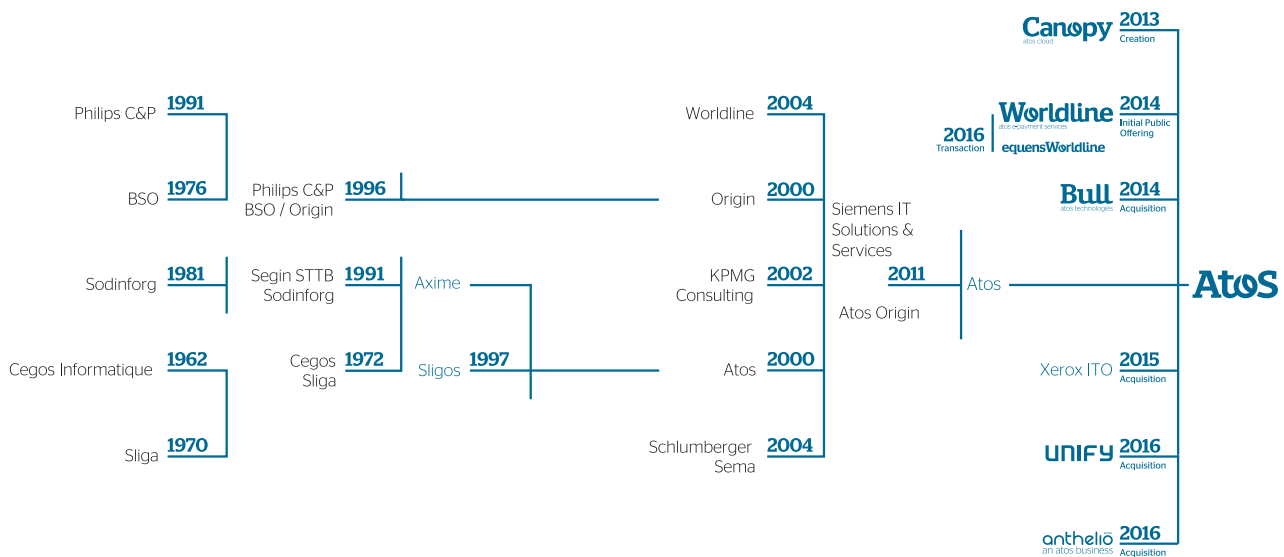 Philips C&P 1991
BSO 1976
Sodinforg 1981
Cegos Informatique 1962
Sliga 1970
Philips C&P 1996
BSO / Origin
Segin STTB 1991
Sodinforg
Cegos 1972
Sliga
Axime
Sligos 1997
Worldline 2004
Origin 2000
KPMG 2002
Consulting
Atos 2000
Schlumberger 2004
Sema
Siemens IT
Solutions &
Services
2011
Atos Origin
Atos
Canopy 2013
atos cloud Creation
Worldline 2014
atos e-payment services Initial Public
Offering
2016
Transaction
equensWorldline
Bull 2014
atos technologies Acquisition
Atos
Xerox ITO 2015
Acquisition
UNIFY 2016
Acquisition
anthelio 2016
an atos business Acquisition